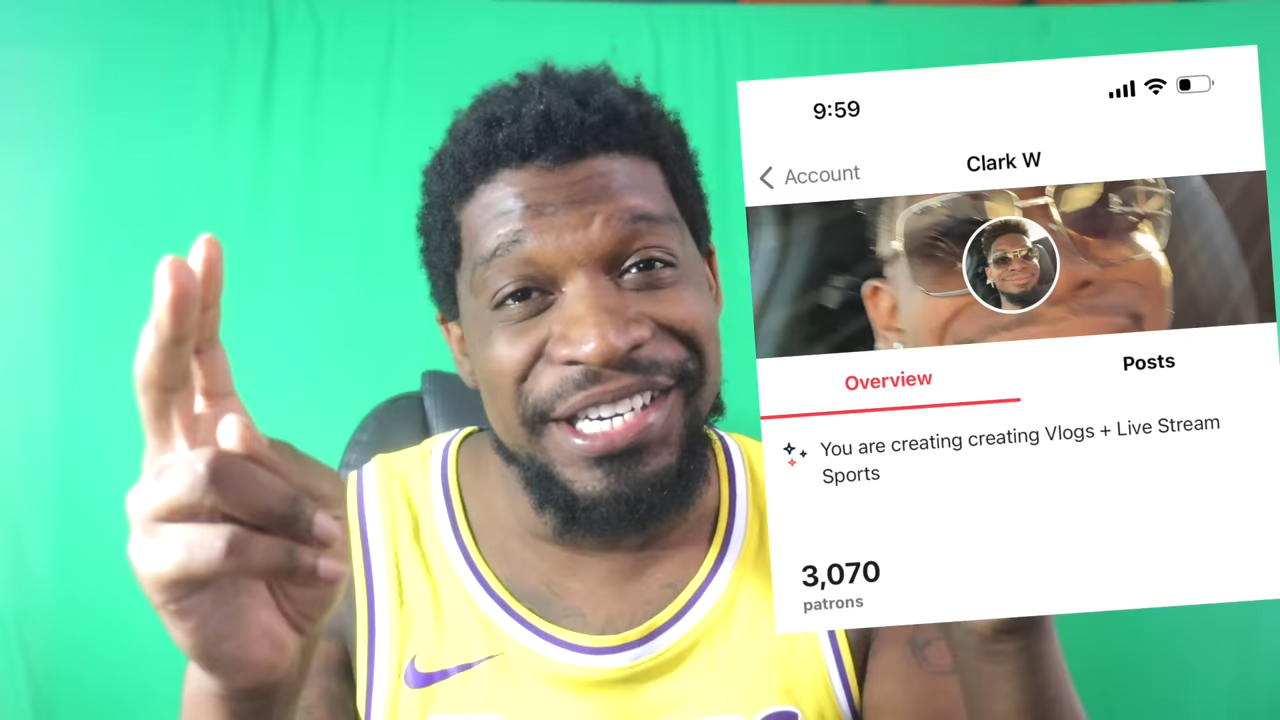 9:59
Account
Clark W
Overview
Posts
You are creating creating Vlogs + Live Stream
Sports
3,070
patrons